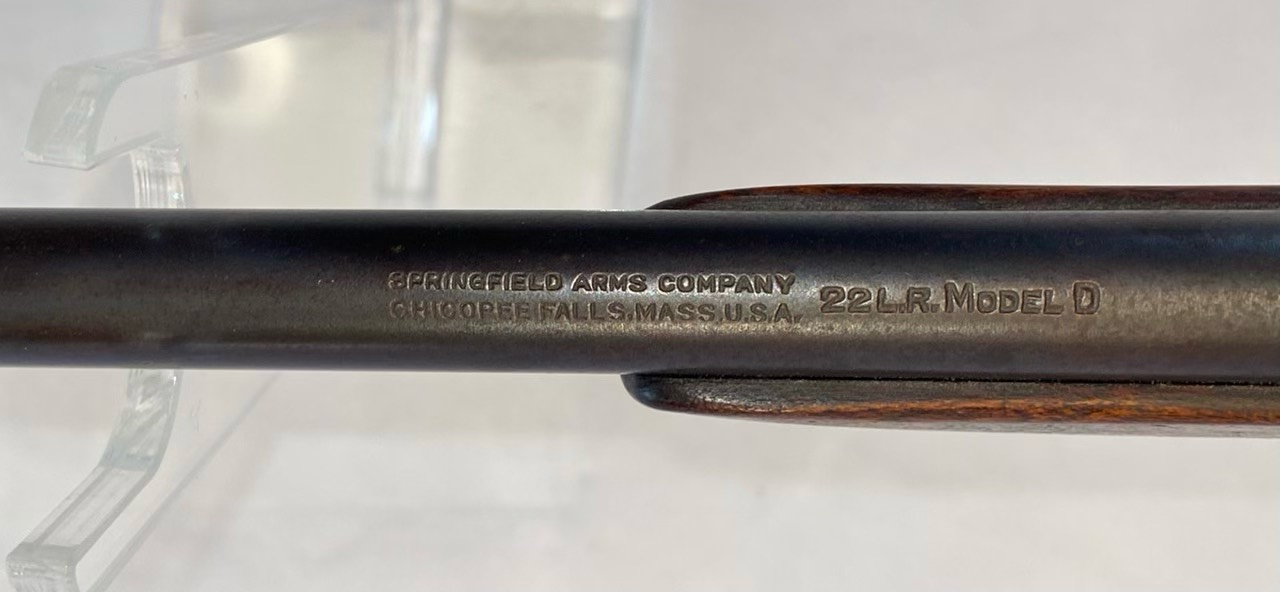 SPRINGFIELD ARMS COMPANY
CHICOPEE FALLS, MASS. U.S.A.
22 L.R. MODEL D